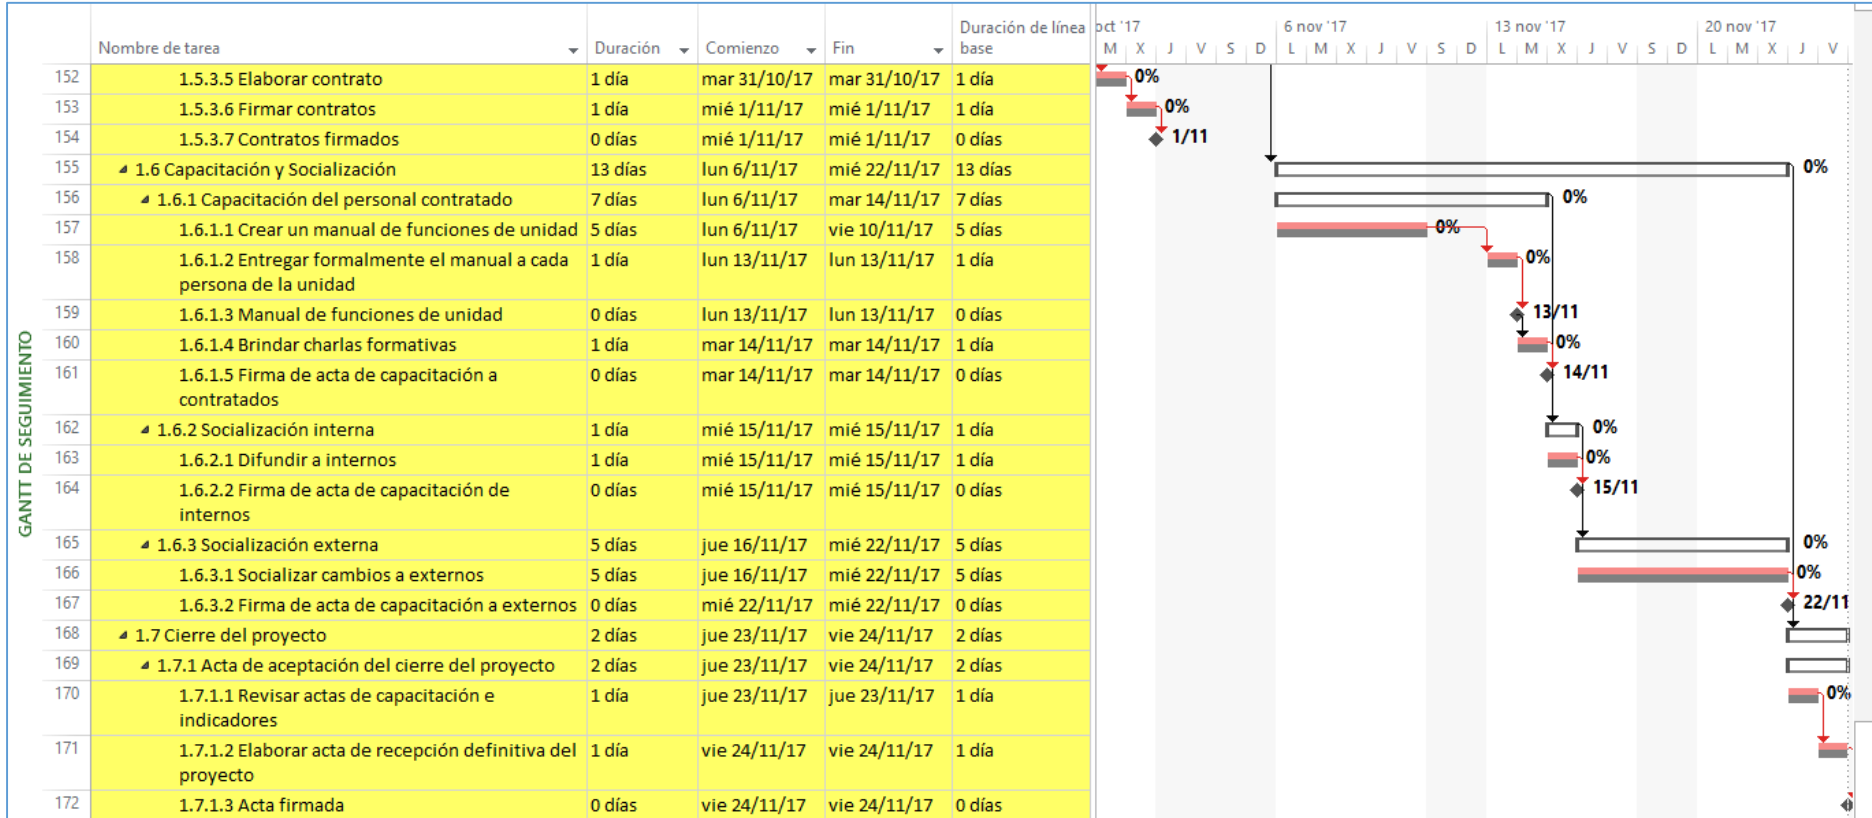 GANTT DE SEGUIMIENTO
Nombre de tarea Duración Comienzo Fin Duración de línea base
152 1.5.3.5 Elaborar contrato 1 día mar 31/10/17 mar 31/10/17 1 día
153 1.5.3.6 Firmar contratos 1 día mié 1/11/17 mié 1/11/17 1 día
154 1.5.3.7 Contratos firmados 0 días mié 1/11/17 mié 1/11/17 0 días
155 1.6 Capacitación y Socialización 13 días lun 6/11/17 mié 22/11/17 13 días
156 1.6.1 Capacitación del personal contratado 7 días lun 6/11/17 mar 14/11/17 7 días
157 1.6.1.1 Crear un manual de funciones de unidad 5 días lun 6/11/17 vie 10/11/17 5 días
158 1.6.1.2 Entregar formalmente el manual a cada 1 día lun 13/11/17 lun 13/11/17 1 día
persona de la unidad
159 1.6.1.3 Manual de funciones de unidad 0 días lun 13/11/17 lun 13/11/17 0 días
160 1.6.1.4 Brindar charlas formativas 1 día mar 14/11/17 mar 14/11/17 1 día
161 1.6.1.5 Firma de acta de capacitación a 0 días mar 14/11/17 mar 14/11/17 0 días
contratados
162 1.6.2 Socialización interna 1 día mié 15/11/17 mié 15/11/17 1 día
163 1.6.2.1 Difundir a internos 1 día mié 15/11/17 mié 15/11/17 1 día
164 1.6.2.2 Firma de acta de capacitación de 0 días mié 15/11/17 mié 15/11/17 0 días
internos
165 1.6.3 Socialización externa 5 días jue 16/11/17 mié 22/11/17 5 días
166 1.6.3.1 Socializar cambios a externos 5 días jue 16/11/17 mié 22/11/17 5 días
167 1.6.3.2 Firma de acta de capacitación a externos 0 días mié 22/11/17 mié 22/11/17 0 días
168 1.7 Cierre del proyecto 2 días jue 23/11/17 vie 24/11/17 2 días
169 1.7.1 Acta de aceptación del cierre del proyecto 2 días jue 23/11/17 vie 24/11/17 2 días
170 1.7.1.1 Revisar actas de capacitación e 1 día jue 23/11/17 jue 23/11/17 1 día
indicadores
171 1.7.1.2 Elaborar acta de recepción definitiva del 1 día vie 24/11/17 vie 24/11/17 1 día
proyecto
172 1.7.1.3 Acta firmada 0 días vie 24/11/17 vie 24/11/17 0 días
oct '17 6 nov '17 13 nov '17 20 nov '17
M X J V S D L M X J V S D L M X J V S D L M X J V
0%
0%
1/11
0%
0%
0%
0%
13/11
0%
14/11
0%
0%
15/11
0%
0%
22/11
0%